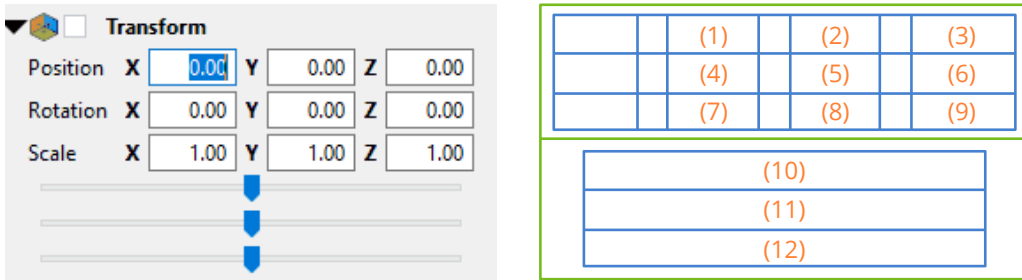 Transform
Position X 0.00 Y 0.00 Z 0.00
Rotation X 0.00 Y 0.00 Z 0.00
Scale X 1.00 Y 1.00 Z 1.00
(1) (2) (3)
(4) (5) (6)
(7) (8) (9)
(10)
(11)
(12)